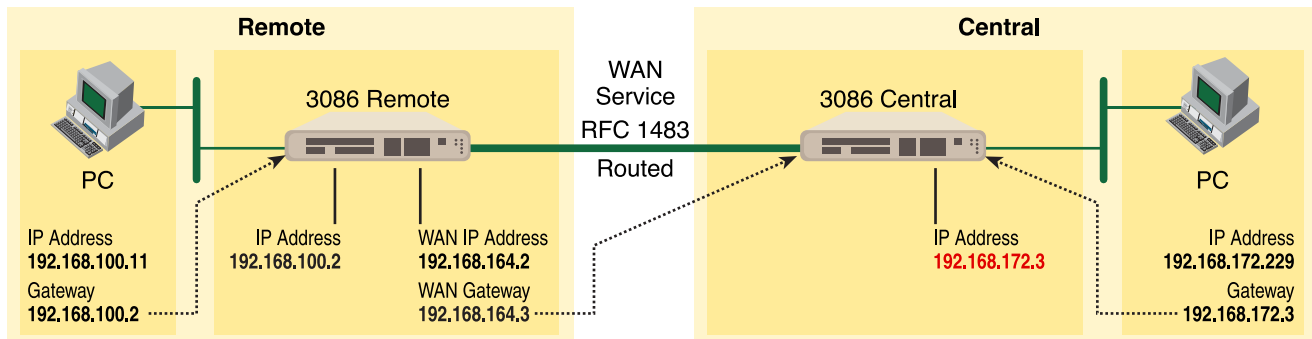 Remote
PC
IP Address
192.168.100.11
Gateway
192.168.100.2
3086 Remote
IP Address
192.168.100.2
WAN IP Address
192.168.164.2
WAN Gateway
192.168.164.3
WAN
Service
RFC 1483
Routed
Central
3086 Central
IP Address
192.168.172.3
PC
IP Address
192.168.172.229
Gateway
192.168.172.3